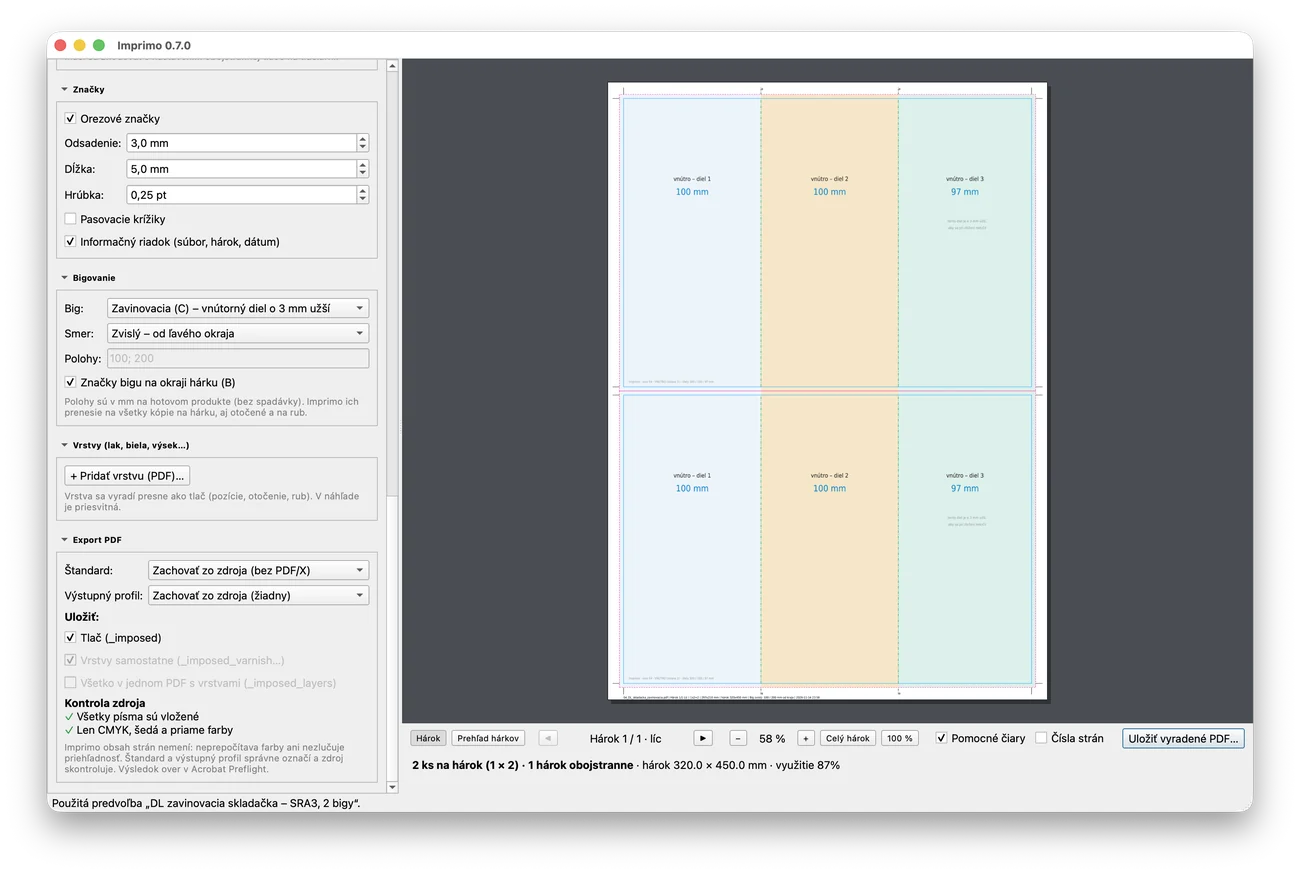 Imprimo 0.7.0
Značky
Orezové značky
Odsadenie: 3,0 mm
Dĺžka: 5,0 mm
Hrúbka: 0,25 pt
Pasovacie krížiky
Informačný riadok (súbor, hárok, dátum)
Bigovanie
Big: Zavinovacia (C) – vnútorný diel o 3 mm užší
Smer: Zvislý – od ľavého okraja
Polohy: 100; 200
Značky bigu na okraji hárku (B)
Polohy sú v mm na hotovom produkte (bez spadávky). Imprimo ich
prenesie na všetky kópie na hárku, aj otočené a na rub.
Vrstvy (lak, biela, výsek...)
+ Pridať vrstvu (PDF)...
Vrstva sa vyradí presne ako tlač (pozície, otočenie, rub). V náhľade
je priesvitná.
Export PDF
Štandard: Zachovať zo zdroja (bez PDF/X)
Výstupný profil: Zachovať zo zdroja (žiadny)
Uložiť:
Tlač (_imposed)
Vrstvy samostatne (_imposed_varnish...)
Všetko v jednom PDF s vrstvami (_imposed_layers)
Kontrola zdroja
✓ Všetky písma sú vložené
✓ Len CMYK, šedá a priame farby
Imprimo obsah strán nemení: neprepočítava farby ani nezlučuje
priehľadnosť. Štandard a výstupný profil správne označí a zdroj
skontroluje. Výsledok over v Acrobat Preflight.
Použitá predvoľba „DL zavinovacia skladačka – SRA3, 2 bigy“.
vnútro – diel 1
100 mm
vnútro – diel 2
100 mm
vnútro – diel 3
97 mm
vnútro – diel 1
100 mm
vnútro – diel 2
100 mm
vnútro – diel 3
97 mm
Hárok Prehľad hárkov ◀ Hárok 1 / 1 · líc ▶ – 58 % + Celý hárok 100 % Pomocné čiary Čísla strán Uložiť vyradené PDF...
2 ks na hárok (1 × 2) · 1 hárok obojstranne · hárok 320.0 × 450.0 mm · využitie 87%